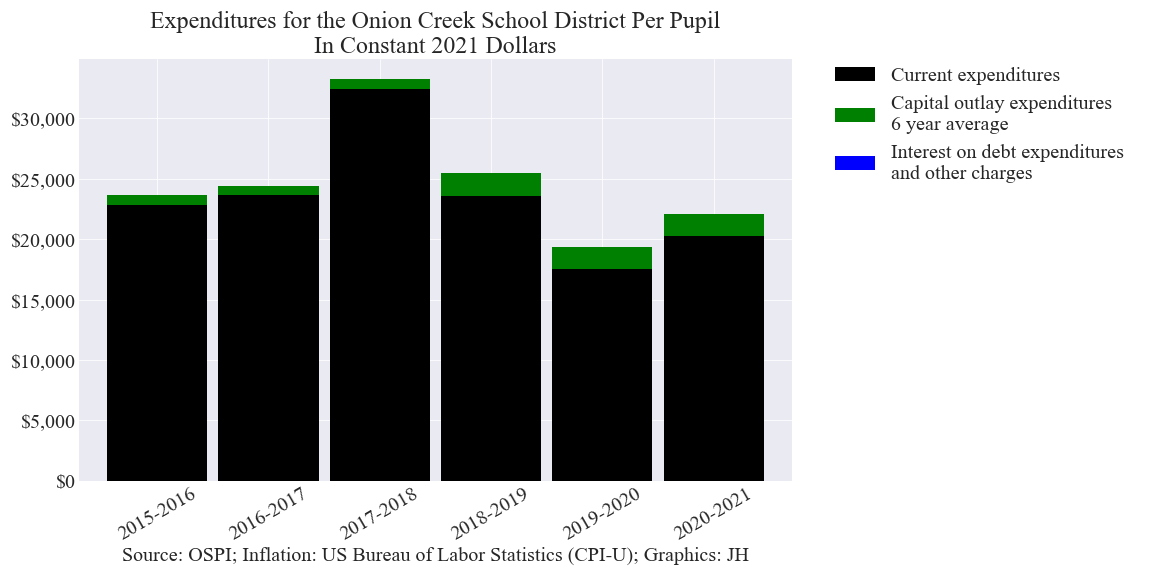 Expenditures for the Onion Creek School District Per Pupil
In Constant 2021 Dollars
Current expenditures
Capital outlay expenditures
6 year average
Interest on debt expenditures
and other charges
$30,000
$25,000
$20,000
$15,000
$10,000
$5,000
$0
2015-2016
2016-2017
2017-2018
2018-2019
2019-2020
2020-2021
Source: OSPI; Inflation: US Bureau of Labor Statistics (CPI-U); Graphics: JH